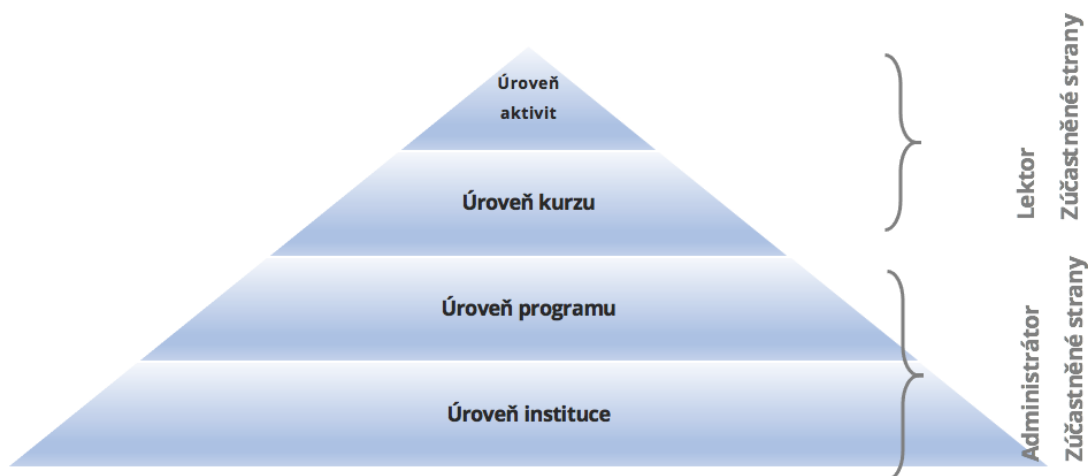 Úroveň
aktivit
Úroveň kurzu
Úroveň programu
Úroveň instituce
Lektor
Zúčastněné strany
Administrátor
Zúčastněné strany